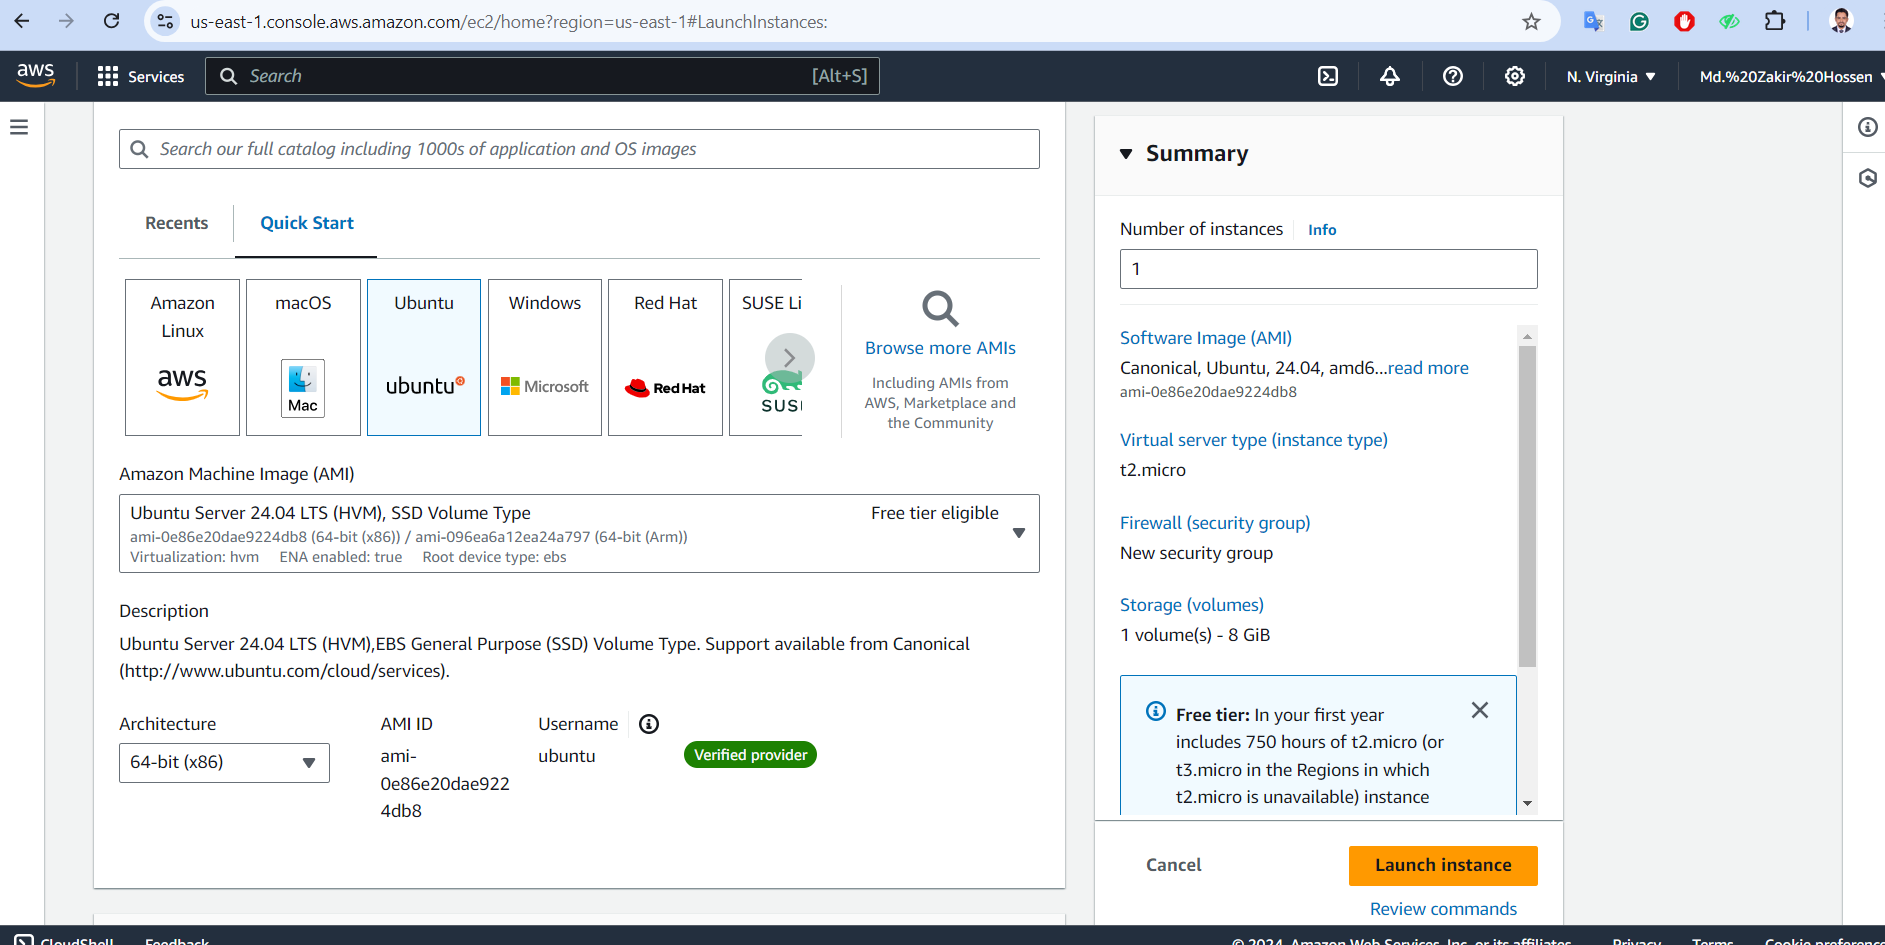 us-east-1.console.aws.amazon.com/ec2/home?region=us-east-1#LaunchInstances:
aws
Services
Search
[Alt+S]
N. Virginia
Md.%20Zakir%20Hossen
Search our full catalog including 1000s of application and OS images
Recents
Quick Start
Amazon
Linux
aws
macOS
Mac
Ubuntu
ubuntu
Windows
Microsoft
Red Hat
Red Hat
SUSE Li
SUS
Browse more AMIs
Including AMIs from
AWS, Marketplace and
the Community
Amazon Machine Image (AMI)
Ubuntu Server 24.04 LTS (HVM), SSD Volume Type
Free tier eligible
ami-0e86e20dae9224db8 (64-bit (x86)) / ami-096ea6a12ea24a797 (64-bit (Arm))
Virtualization: hvm ENA enabled: true Root device type: ebs
Description
Ubuntu Server 24.04 LTS (HVM),EBS General Purpose (SSD) Volume Type. Support available from Canonical
(http://www.ubuntu.com/cloud/services).
Architecture
64-bit (x86)
AMI ID
ami-
0e86e20dae922
4db8
Username
ubuntu
Verified provider
Summary
Number of instances
Info
1
Software Image (AMI)
Canonical, Ubuntu, 24.04, amd6...read more
ami-0e86e20dae9224db8
Virtual server type (instance type)
t2.micro
Firewall (security group)
New security group
Storage (volumes)
1 volume(s) - 8 GiB
Free tier: In your first year
includes 750 hours of t2.micro (or
t3.micro in the Regions in which
t2.micro is unavailable) instance
Cancel
Launch instance
Review commands
CloudShell
Feedback
© 2024, Amazon Web Services, Inc. or its affiliates.
Privacy
Terms
Cookie preference